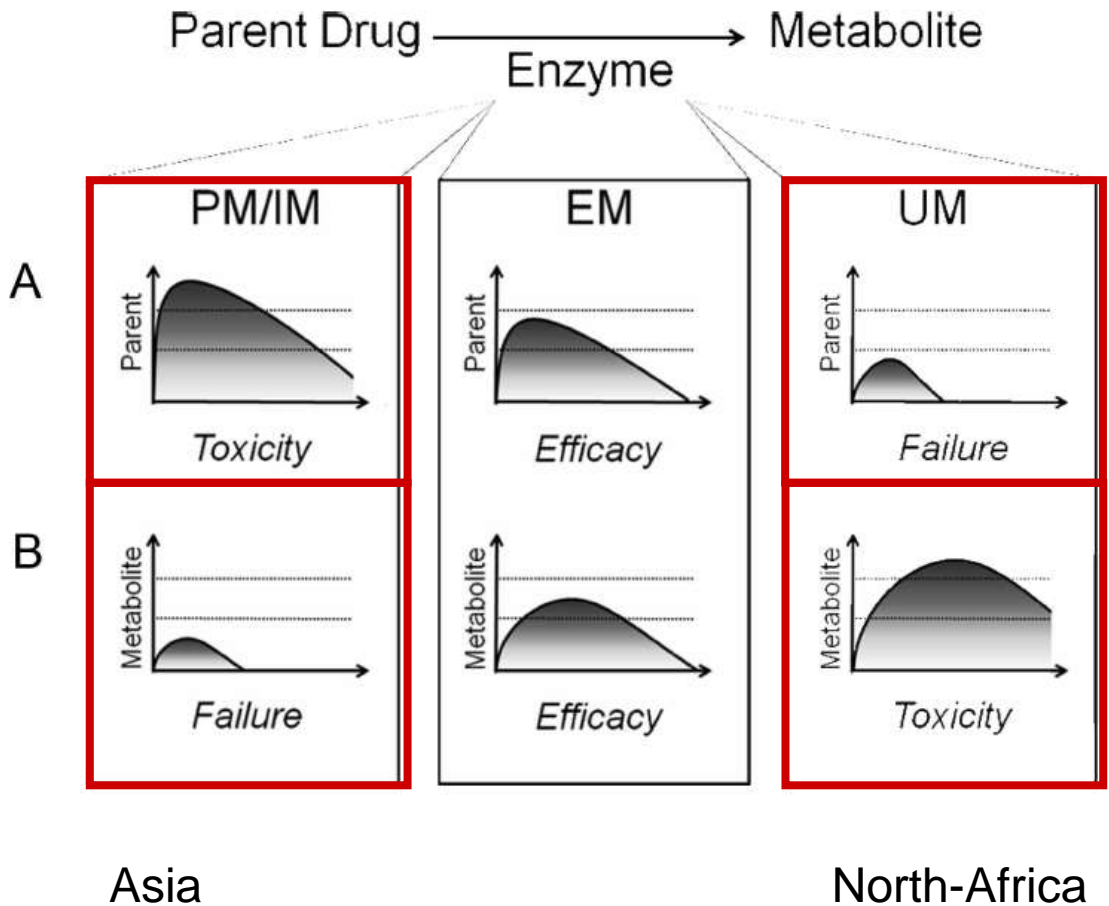 Parent Drug Metabolite
Enzyme
PM/IM EM UM
A
Parent Parent Parent
Toxicity Efficacy Failure
B
Metabolite Metabolite Metabolite
Failure Efficacy Toxicity
Asia North-Africa